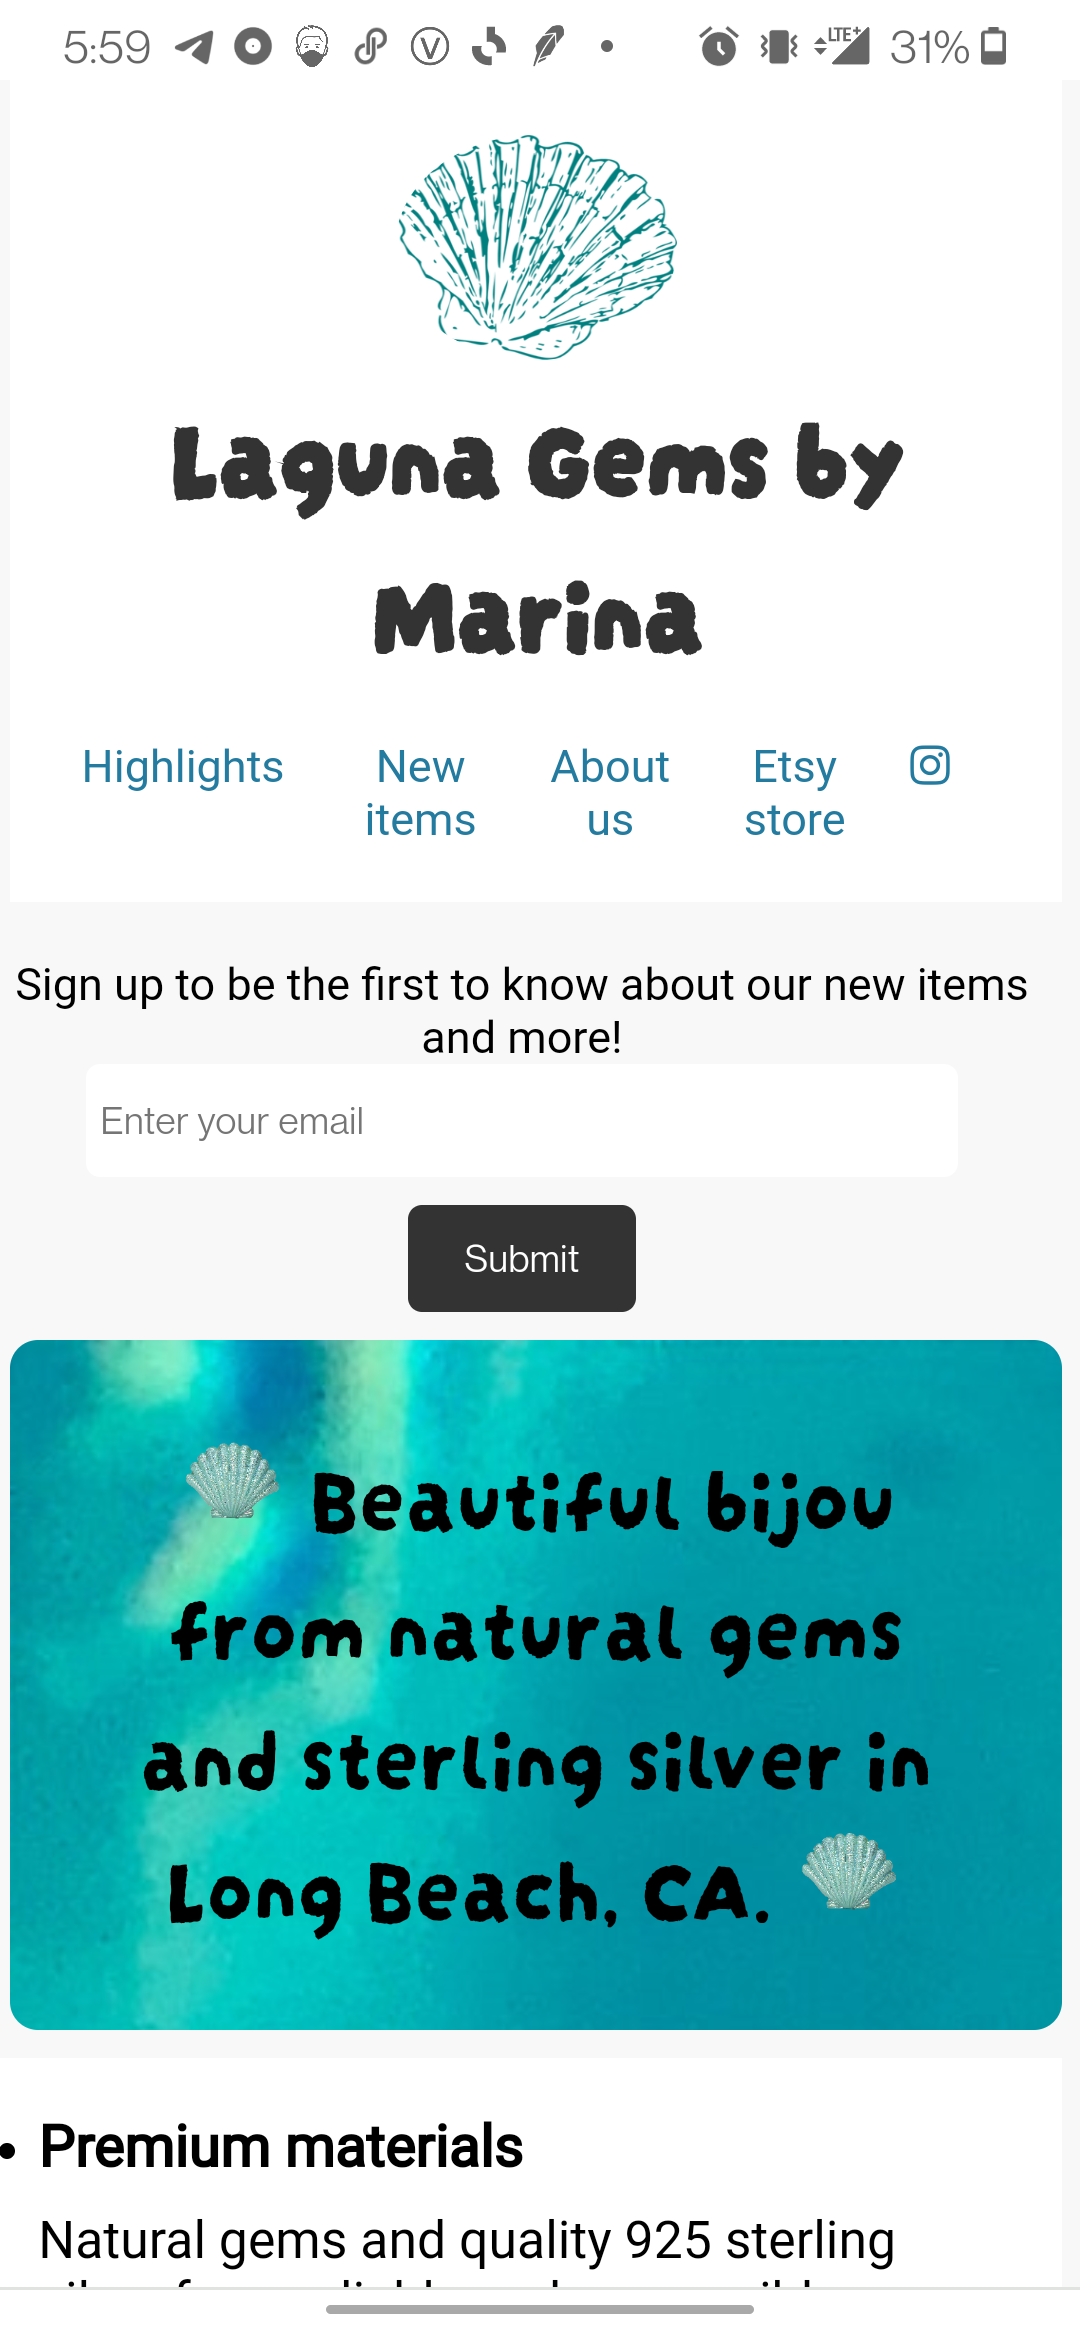 5:59 LTE+ 31%
Laguna Gems by
Marina
Highlights New items About us Etsy store
Sign up to be the first to know about our new items
and more!
Enter your email
Submit
Beautiful bijou
from natural gems
and sterling silver in
Long Beach, CA.
Premium materials
Natural gems and quality 925 sterling